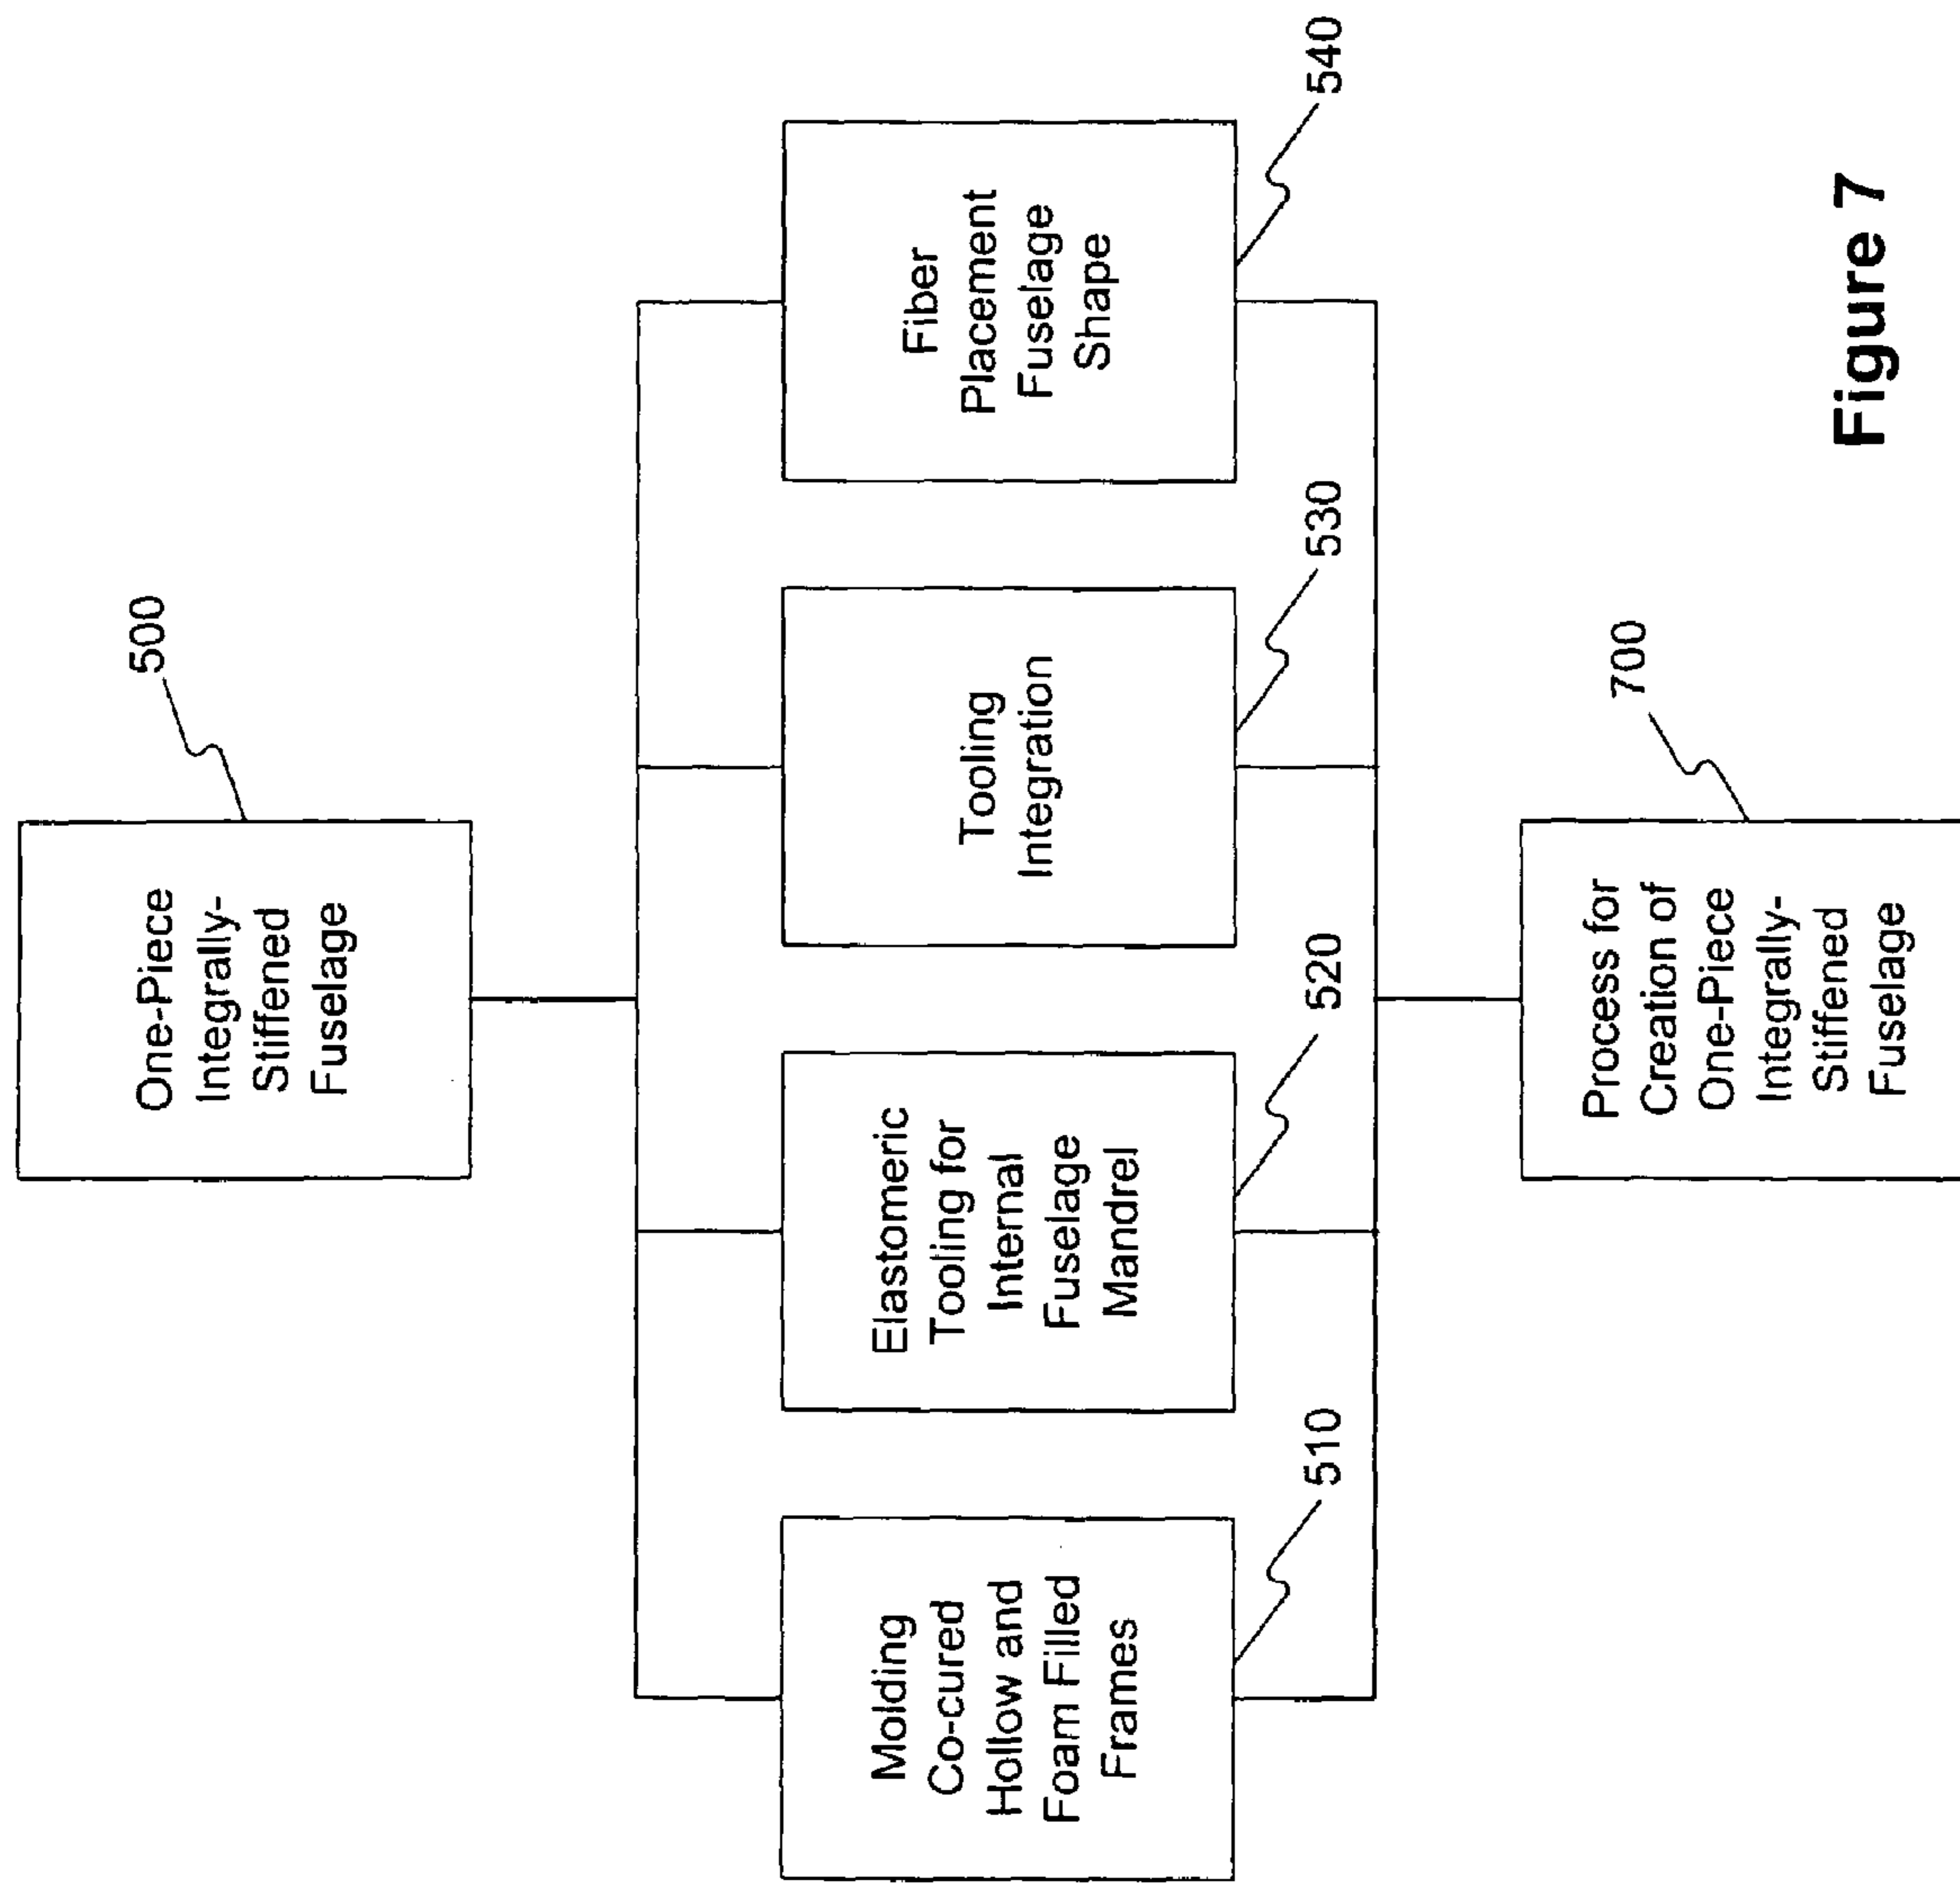 500
One-Piece
Integrally-
Stiffened
Fuselage
Molding
Co-cured
Hollow and
Foam Filled
Frames
510
Elastomeric
Tooling for
Internal
Fuselage
Mandrel
520
Tooling
Integration
530
Fiber
Placement
Fuselage
Shape
540
700
Process for
Creation of
One-Piece
Integrally-
Stiffened
Fuselage
Figure 7